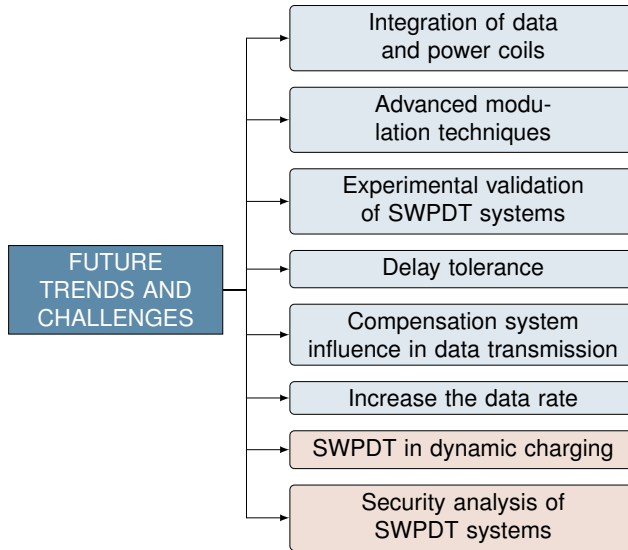 Integration of data
and power coils
Advanced modu-
lation techniques
Experimental validation
of SWPDT systems
FUTURE
TRENDS AND
CHALLENGES
Delay tolerance
Compensation system
influence in data transmission
Increase the data rate
SWPDT in dynamic charging
Security analysis of
SWPDT systems